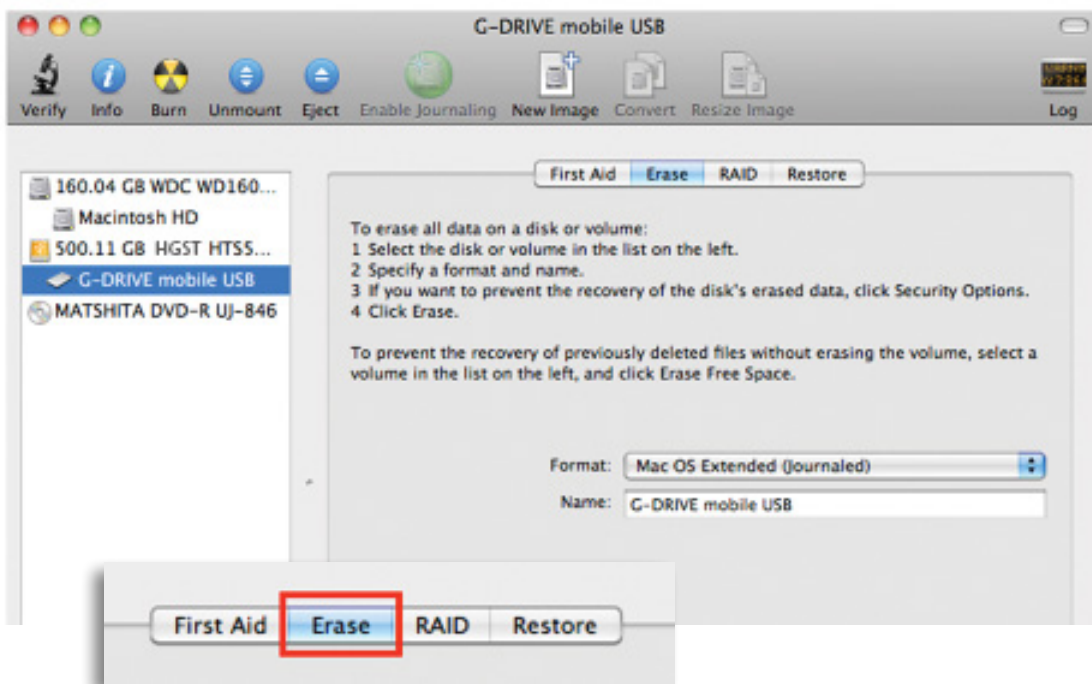 G-DRIVE mobile USB
Verify Info Burn Unmount Eject Enable Journaling New Image Convert Resize Image Log
First Aid Erase RAID Restore
160.04 GB WDC WD160...
Macintosh HD
500.11 GB HGST HTS5...
G-DRIVE mobile USB
MATSHITA DVD-R UJ-846
To erase all data on a disk or volume:
1 Select the disk or volume in the list on the left.
2 Specify a format and name.
3 If you want to prevent the recovery of the disk's erased data, click Security Options.
4 Click Erase.
To prevent the recovery of previously deleted files without erasing the volume, select a
volume in the list on the left, and click Erase Free Space.
Format: Mac OS Extended (Journaled)
Name: G-DRIVE mobile USB
First Aid Erase RAID Restore